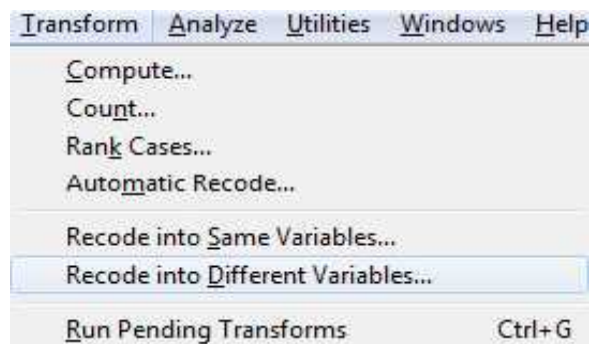 Transform Analyze Utilities Windows Help
Compute...
Count...
Rank Cases...
Automatic Recode...
Recode into Same Variables...
Recode into Different Variables...
Run Pending Transforms Ctrl+G